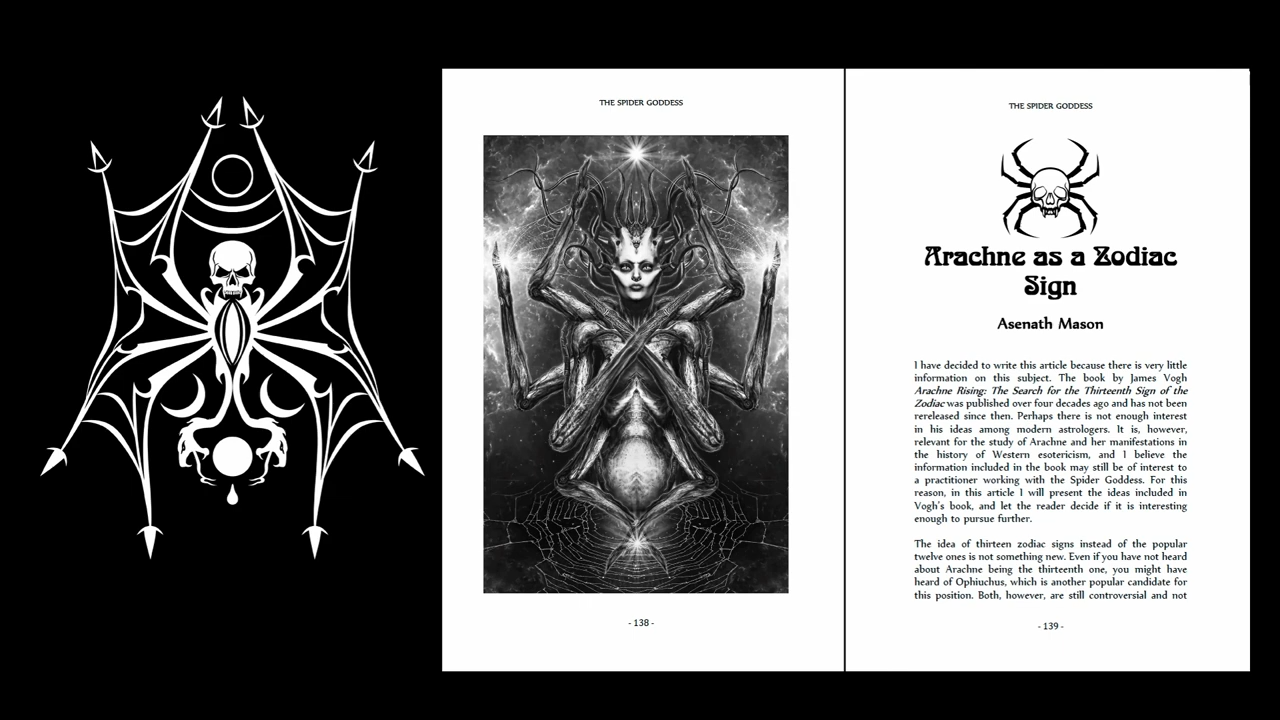 THE SPIDER GODDESS
- 138 -
THE SPIDER GODDESS
Arachne as a Zodiac
Sign
Asenath Mason
I have decided to write this article because there is very little
information on this subject. The book by James Vogh
Arachne Rising: The Search for the Thirteenth Sign of the
Zodiac was published over four decades ago and has not been
rereleased since then. Perhaps there is not enough interest
in his ideas among modern astrologers. It is, however,
relevant for the study of Arachne and her manifestations in
the history of Western esotericism, and I believe the
information included in the book may still be of interest to
a practitioner working with the Spider Goddess. For this
reason, in this article I will present the ideas included in
Vogh's book, and let the reader decide if it is interesting
enough to pursue further.
The idea of thirteen zodiac signs instead of the popular
twelve ones is not something new. Even if you have not heard
about Arachne being the thirteenth one, you might have
heard of Ophiuchus, which is another popular candidate for
this position. Both, however, are still controversial and not
- 139 -